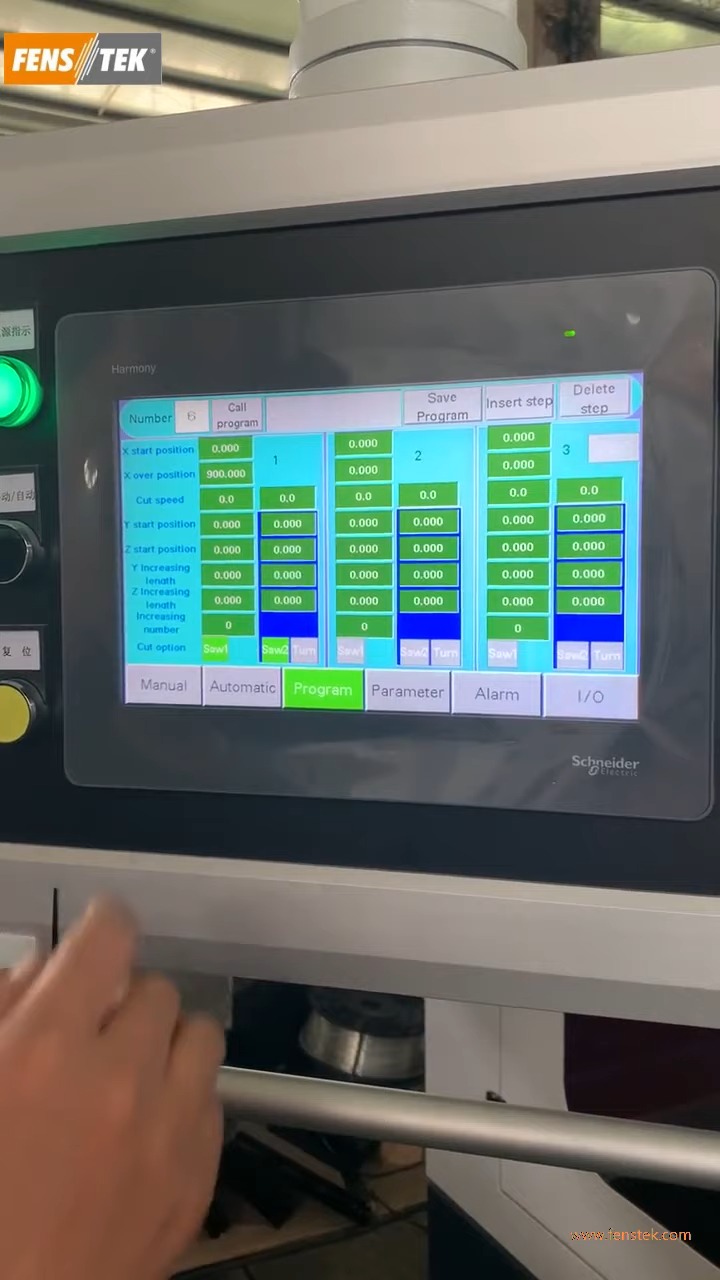 FENS//TEK®
源指示
动/自动
复 位
Harmony
Number 6 Call program Save Program Insert step Delete step
X start position 0.000 1 0.000 2 0.000 3
X over position 900.000 0.000 0.000
Cut speed 0.0 0.0 0.0 0.0 0.0 0.0
Y start position 0.000 0.000 0.000 0.000 0.000 0.000
Z start position 0.000 0.000 0.000 0.000 0.000 0.000
Y Increasing length 0.000 0.000 0.000 0.000 0.000 0.000
Z Increasing length 0.000 0.000 0.000 0.000 0.000 0.000
Increasing number 0 0 0
Cut option Saw1 Saw2 Turn Saw1 Saw2 Turn Saw1 Saw2 Turn
Manual Automatic Program Parameter Alarm I/O
Schneider
Electric
www.fenstek.com